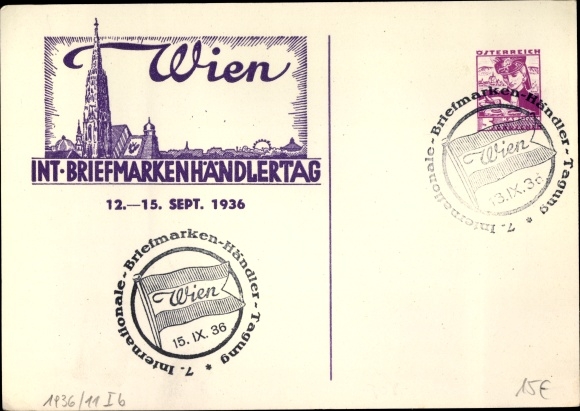 Wien
INT·BRIEFMARKENHÄNDLERTAG
12.—15. SEPT. 1936
ÖSTERREICH
7. Internationale-Briefmarken-Händler-Tagung *
Wien
13.IX.36
7. Internationale-Briefmarken-Händler-Tagung *
Wien
15. IX. 36
1936/11 I b
15€